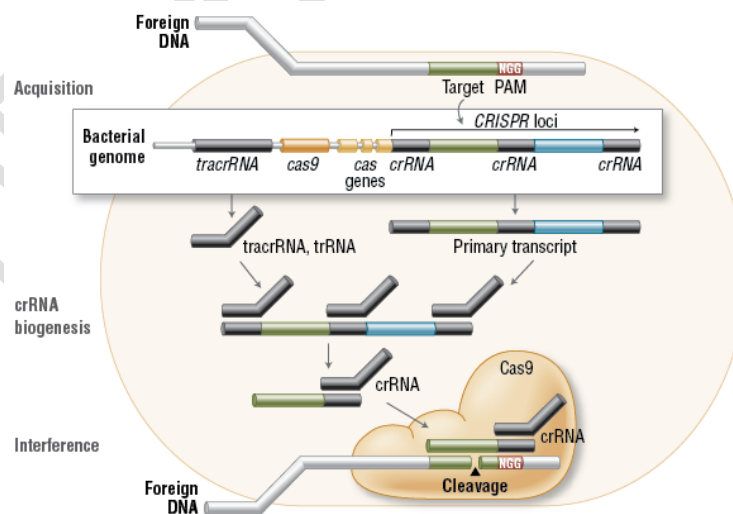 Foreign
DNA
NGG
Acquisition
Target PAM
CRISPR loci
Bacterial
genome
tracrRNA
cas9
cas
genes
crRNA
crRNA
crRNA
tracrRNA, trRNA
Primary transcript
crRNA
biogenesis
crRNA
Cas9
crRNA
Interference
NGG
Cleavage
Foreign
DNA